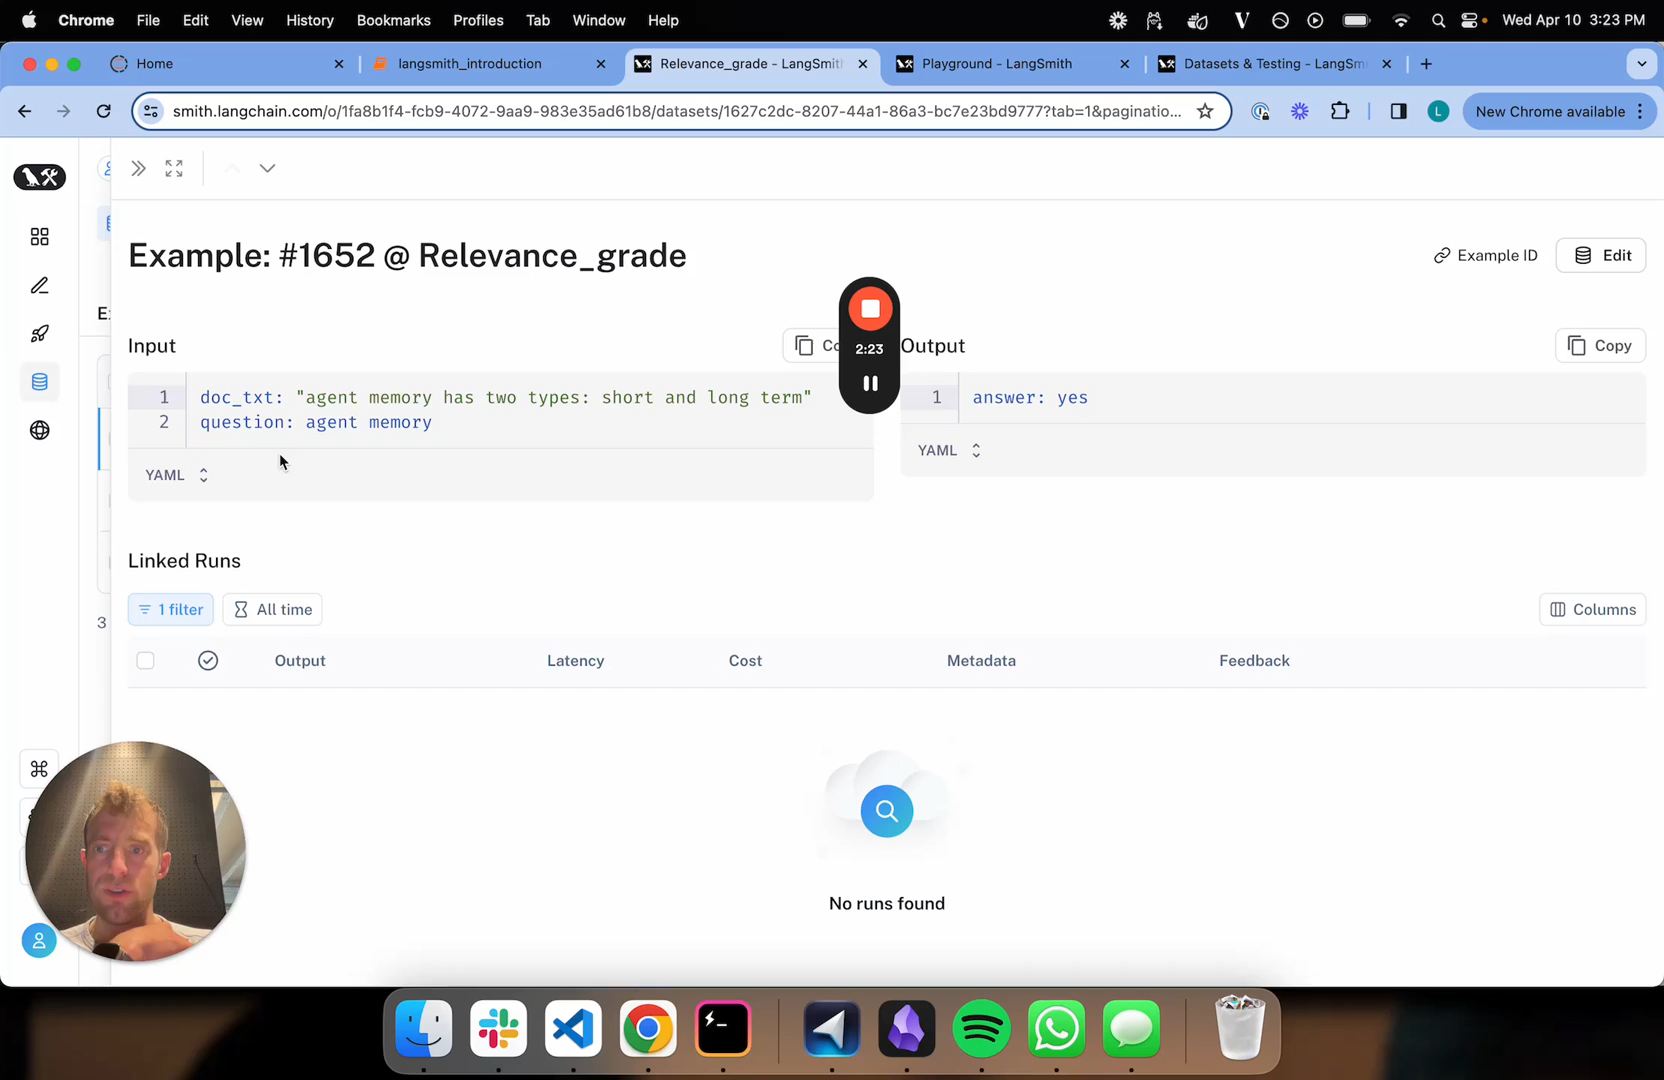 Chrome File Edit View History Bookmarks Profiles Tab Window Help
Wed Apr 10 3:23 PM
Home
langsmith_introduction
Relevance_grade - LangSmith
Playground - LangSmith
Datasets & Testing - LangSm
smith.langchain.com/o/1fa8b1f4-fcb9-4072-9aa9-983e35ad61b8/datasets/1627c2dc-8207-44a1-86a3-bc7e23bd9777?tab=1&paginatio...
L
New Chrome available
Example: #1652 @ Relevance_grade
Example ID
Edit
E
Input
Co
2:23
Output
Copy
1 doc_txt: "agent memory has two types: short and long term"
2 question: agent memory
YAML
1 answer: yes
YAML
Linked Runs
1 filter
All time
Columns
3
Output Latency Cost Metadata Feedback
No runs found